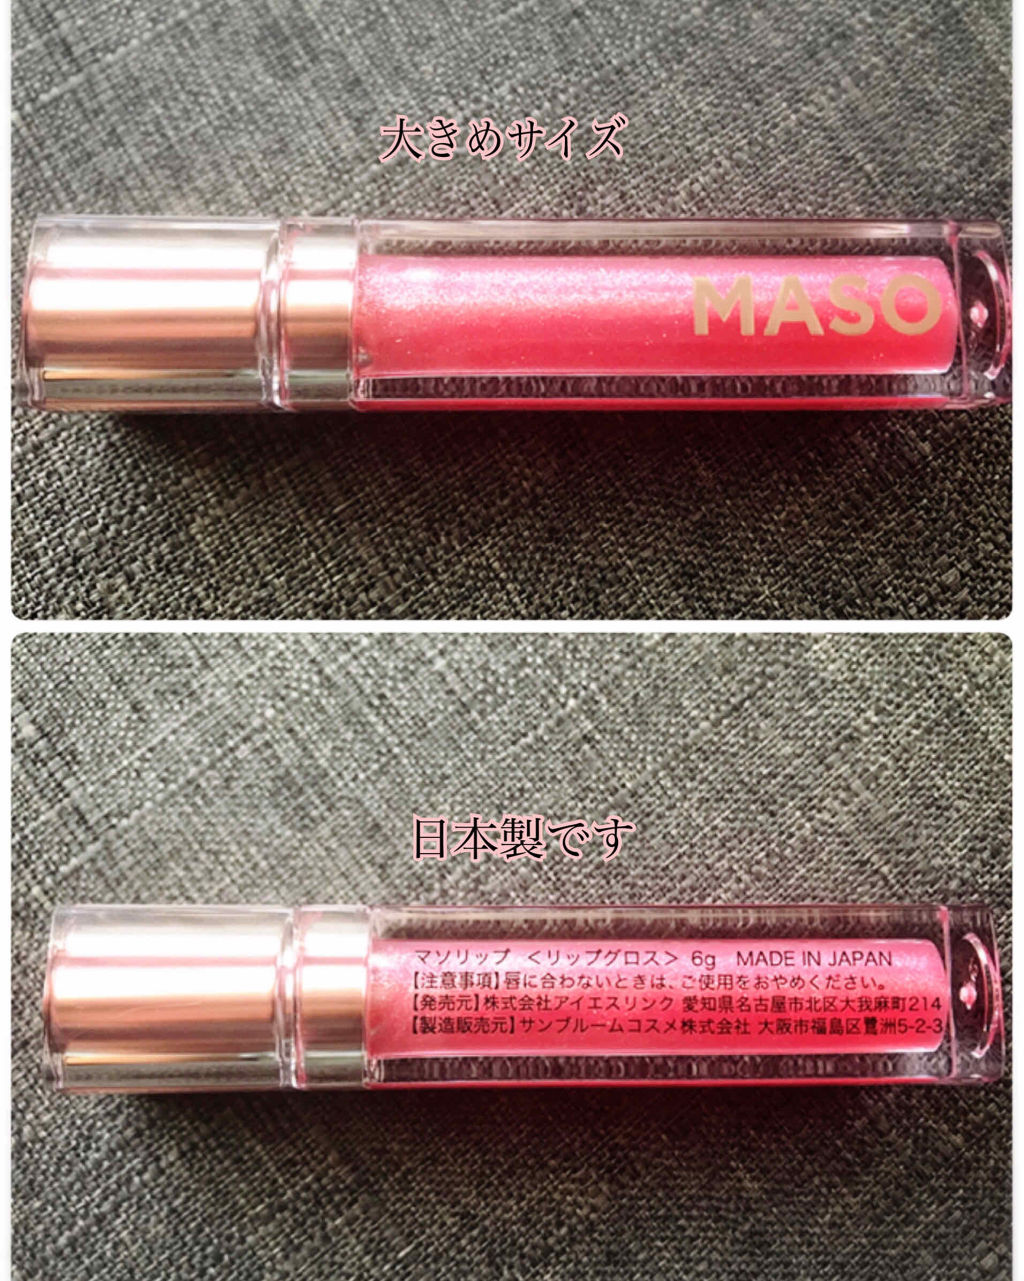 大きめサイズ
MASO
日本製です
マソリップ <リップグロス> 6g MADE IN JAPAN
【注意事項】唇に合わないときは、ご使用をおやめください。
【発売元】株式会社アイエスリンク 愛知県名古屋市北区大我麻町214
【製造販売元】サンブルームコスメ株式会社 大阪市福島区鷺洲5-2-3